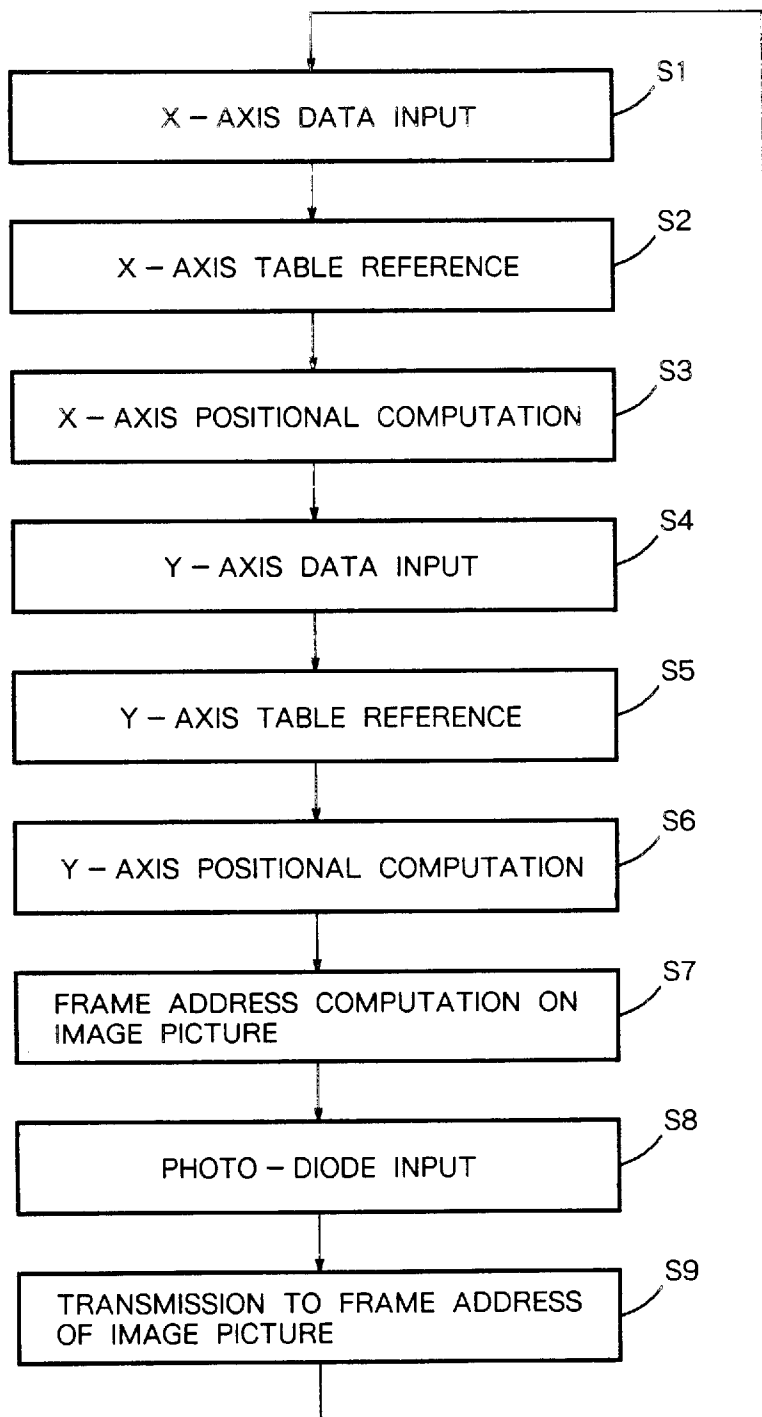 S1
X – AXIS DATA INPUT
S2
X – AXIS TABLE REFERENCE
S3
X – AXIS POSITIONAL COMPUTATION
S4
Y – AXIS DATA INPUT
S5
Y – AXIS TABLE REFERENCE
S6
Y – AXIS POSITIONAL COMPUTATION
S7
FRAME ADDRESS COMPUTATION ON
IMAGE PICTURE
S8
PHOTO – DIODE INPUT
S9
TRANSMISSION TO FRAME ADDRESS
OF IMAGE PICTURE